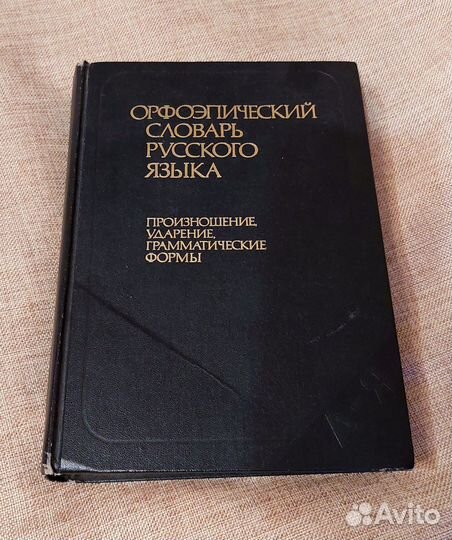 ОРФОЭПИЧЕСКИЙ
СЛОВАРЬ
РУССКОГО
ЯЗЫКА
ПРОИЗНОШЕНИЕ,
УДАРЕНИЕ,
ГРАММАТИЧЕСКИЕ
ФОРМЫ
Avito